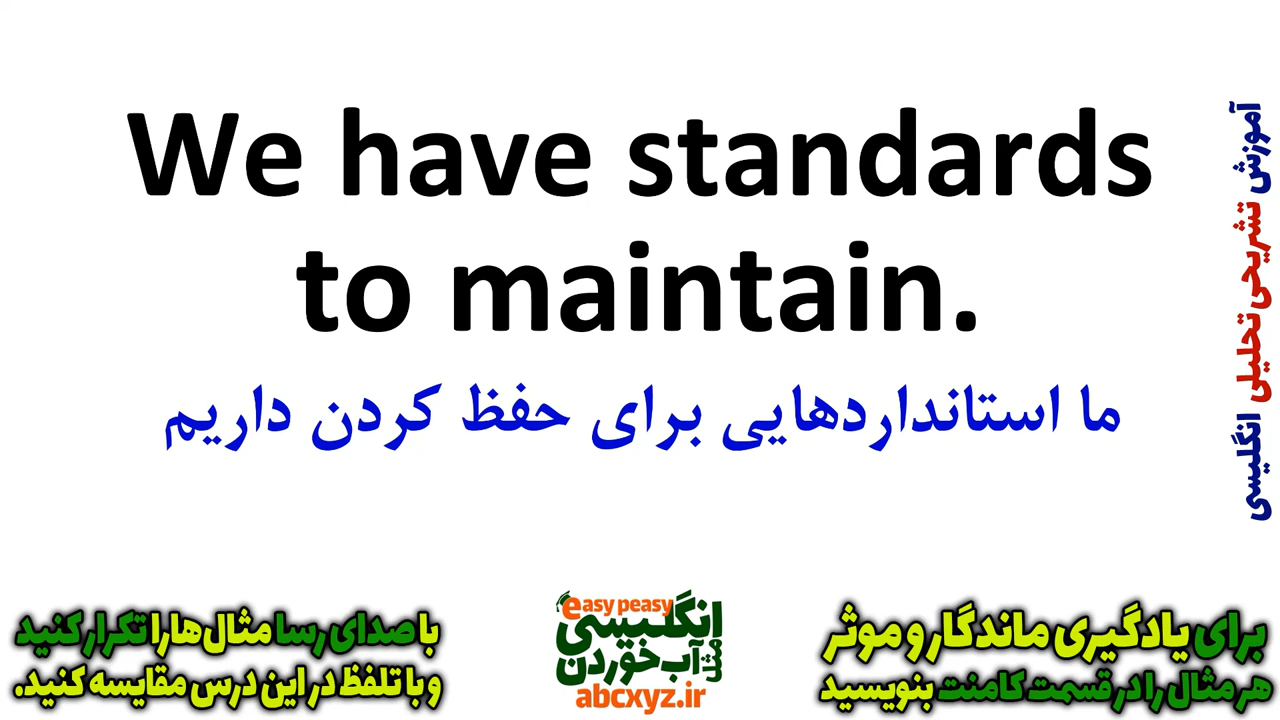 We have standards
to maintain.
ما استانداردهایی برای حفظ کردن داریم
آموزش تشریحی تحلیلی انگلیسی
برای یادگیری ماندگار و موثر
هر مثال را در قسمت کامنت بنویسید
easy peasy
انگلیسی
مثل
آب خوردن
abcxyz.ir
با صدای رسا مثال‌ها را تکرار کنید
و با تلفظ در این درس مقایسه کنید.